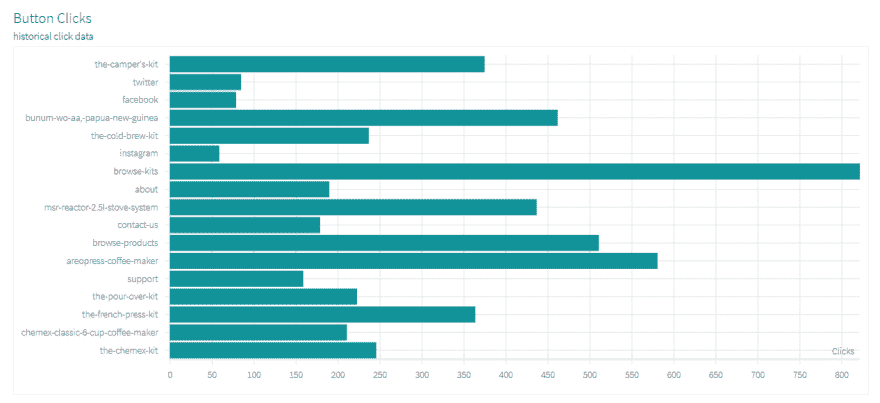 Button Clicks
historical click data
the-camper's-kit
twitter
facebook
bunum-wo-aa,-papua-new-guinea
the-cold-brew-kit
instagram
browse-kits
about
msr-reactor-2.5l-stove-system
contact-us
browse-products
areopress-coffee-maker
support
the-pour-over-kit
the-french-press-kit
chemex-classic-6-cup-coffee-maker
the-chemex-kit
Clicks
0 50 100 150 200 250 300 350 400 450 500 550 600 650 700 750 800